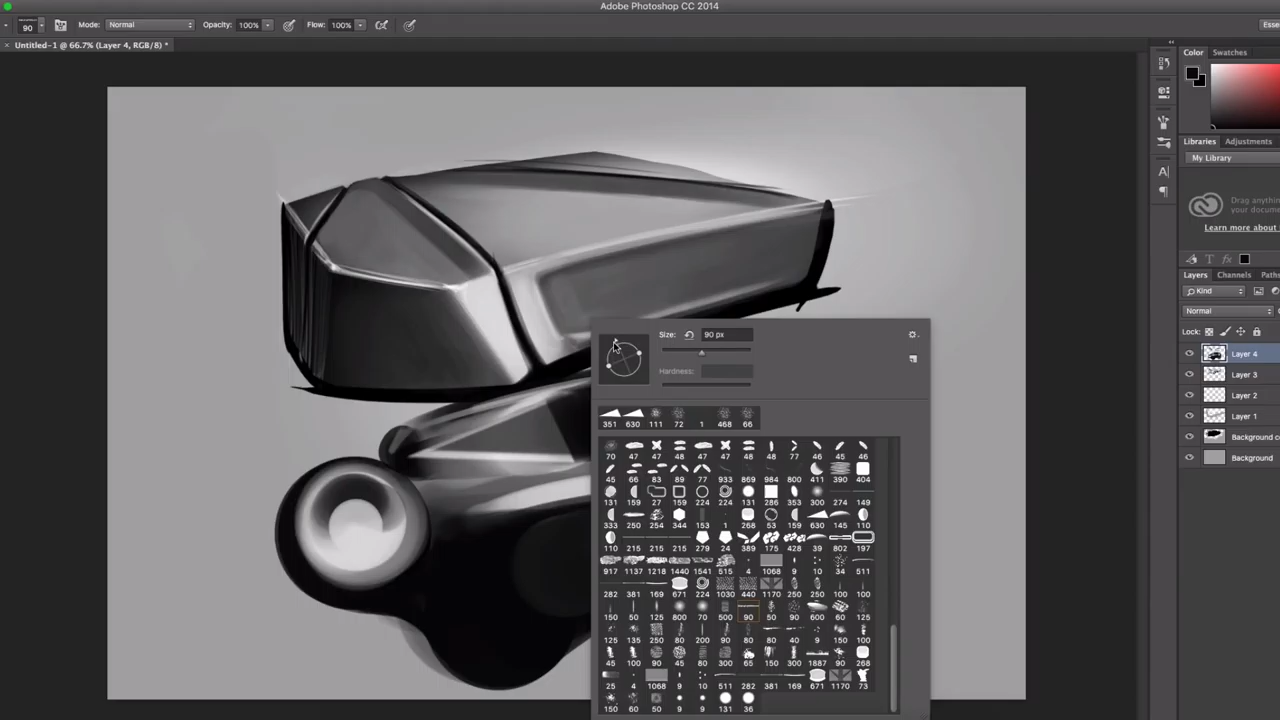 Adobe Photoshop CC 2014
90 Mode: Normal Opacity: 100% Flow: 100% Esse
× Untitled-1 @ 66.7% (Layer 4, RGB/8) *
Color Swatches
Libraries Adjustments
My Library
Drag anything
your docume
Learn more about
Layers Channels Paths
Kind
Normal
Lock:
Layer 4
Layer 3
Layer 2
Layer 1
Background co
Background
Size: 90 px
Hardness:
351 630 111 72 1 468 66
70 47 47 48 47 47 48 48 77 46 45 46
45 66 83 89 77 933 869 984 800 411 390 404
131 159 27 159 224 224 131 286 353 300 274 149
333 250 254 344 153 1 268 53 159 630 145 110
110 215 215 215 279 24 389 175 428 39 802 197
917 1137 1218 1440 1541 515 4 1068 9 10 34 511
282 381 169 671 224 1030 440 1170 250 250 100 100
150 50 125 800 70 500 90 50 90 600 60 125
125 135 250 80 200 90 80 80 40 9 150 100
45 100 90 45 80 300 65 150 300 1887 90 268
25 4 1068 9 10 511 282 381 169 671 1170 73
150 60 50 9 9 131 36